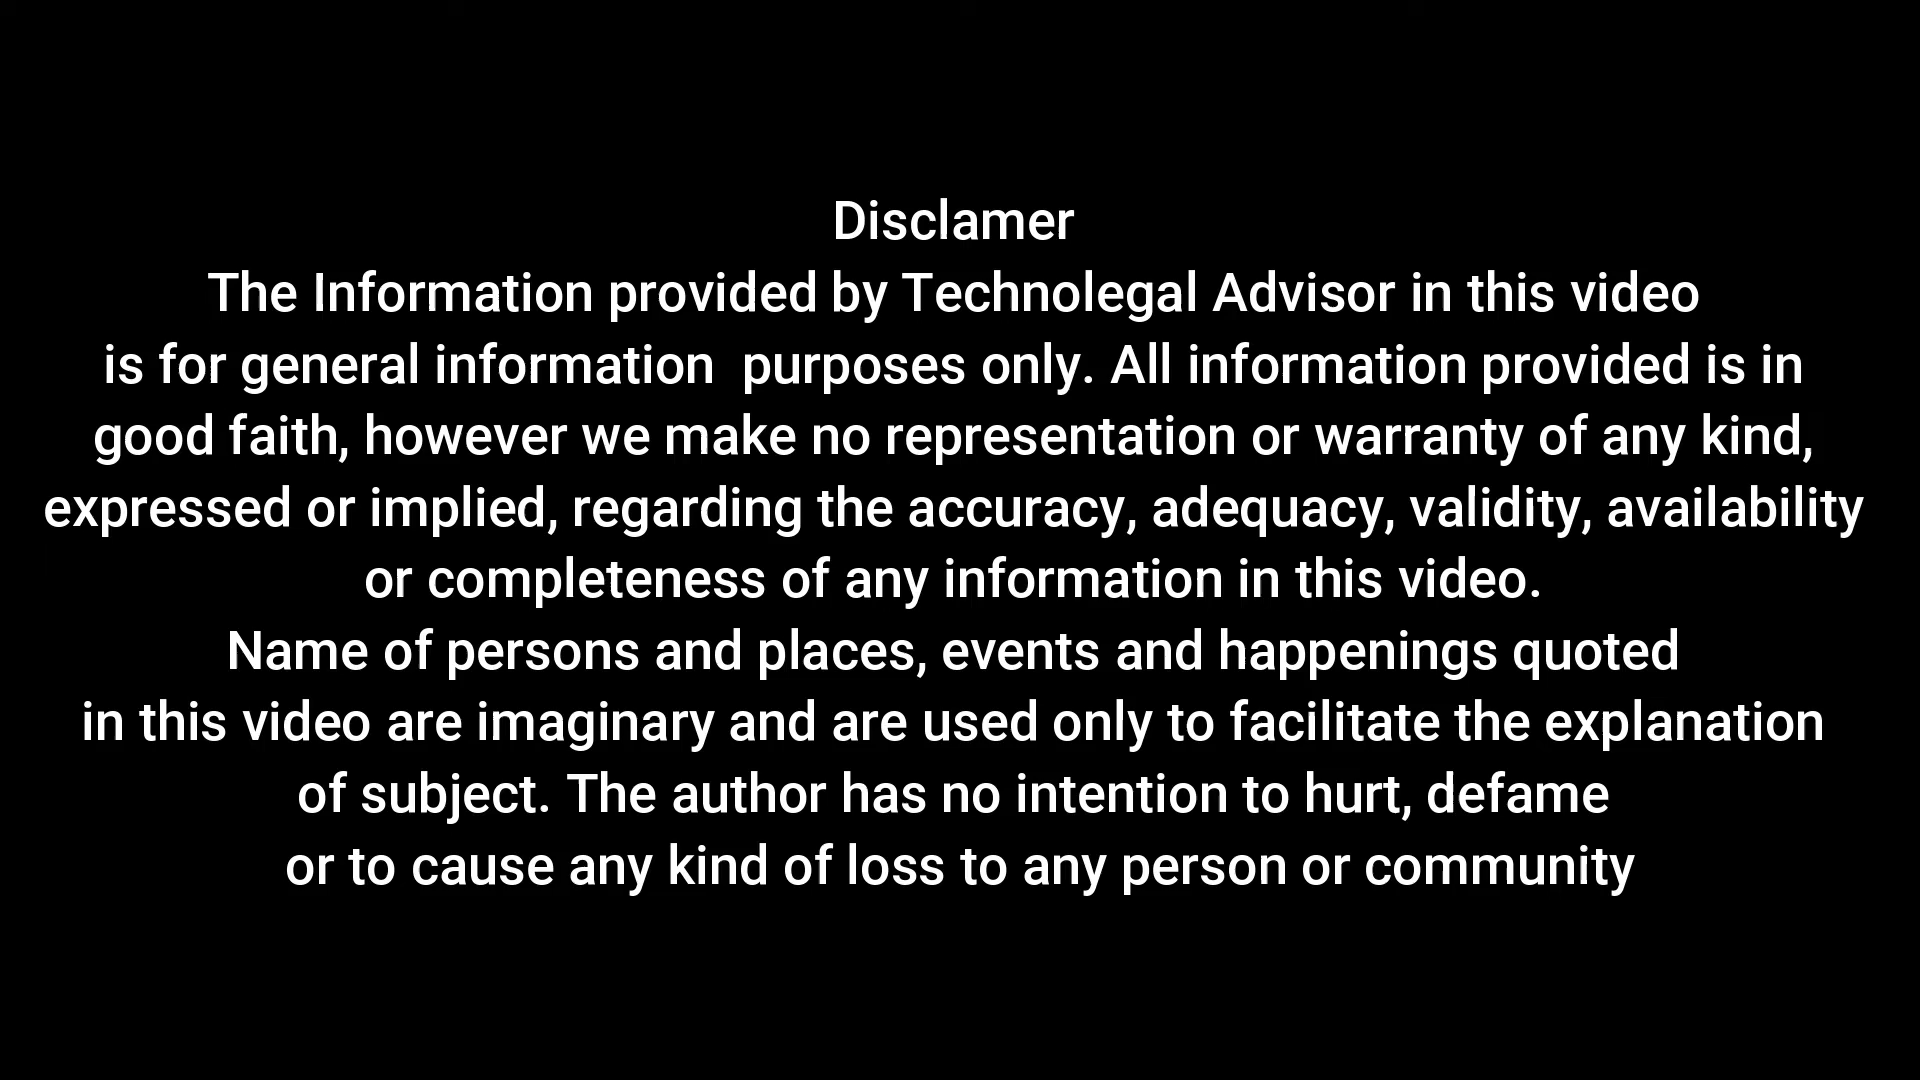 Disclamer
The Information provided by Technolegal Advisor in this video
is for general information  purposes only. All information provided is in
good faith, however we make no representation or warranty of any kind,
expressed or implied, regarding the accuracy, adequacy, validity, availability
or completeness of any information in this video.
Name of persons and places, events and happenings quoted
in this video are imaginary and are used only to facilitate the explanation
of subject. The author has no intention to hurt, defame
or to cause any kind of loss to any person or community